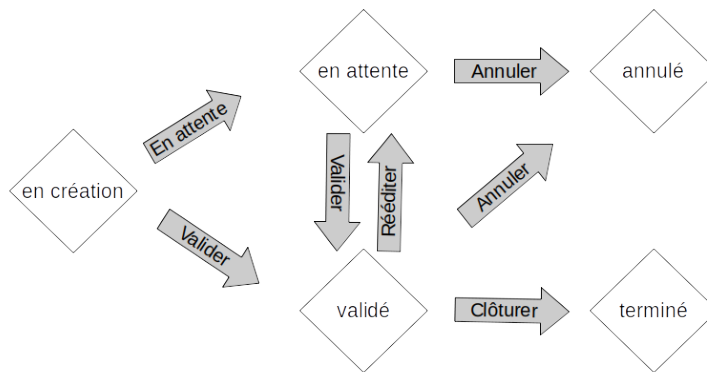 en attente
Annuler
annulé
En attente
en création
Valider
Rééditer
Annuler
Valider
validé
Clôturer
terminé